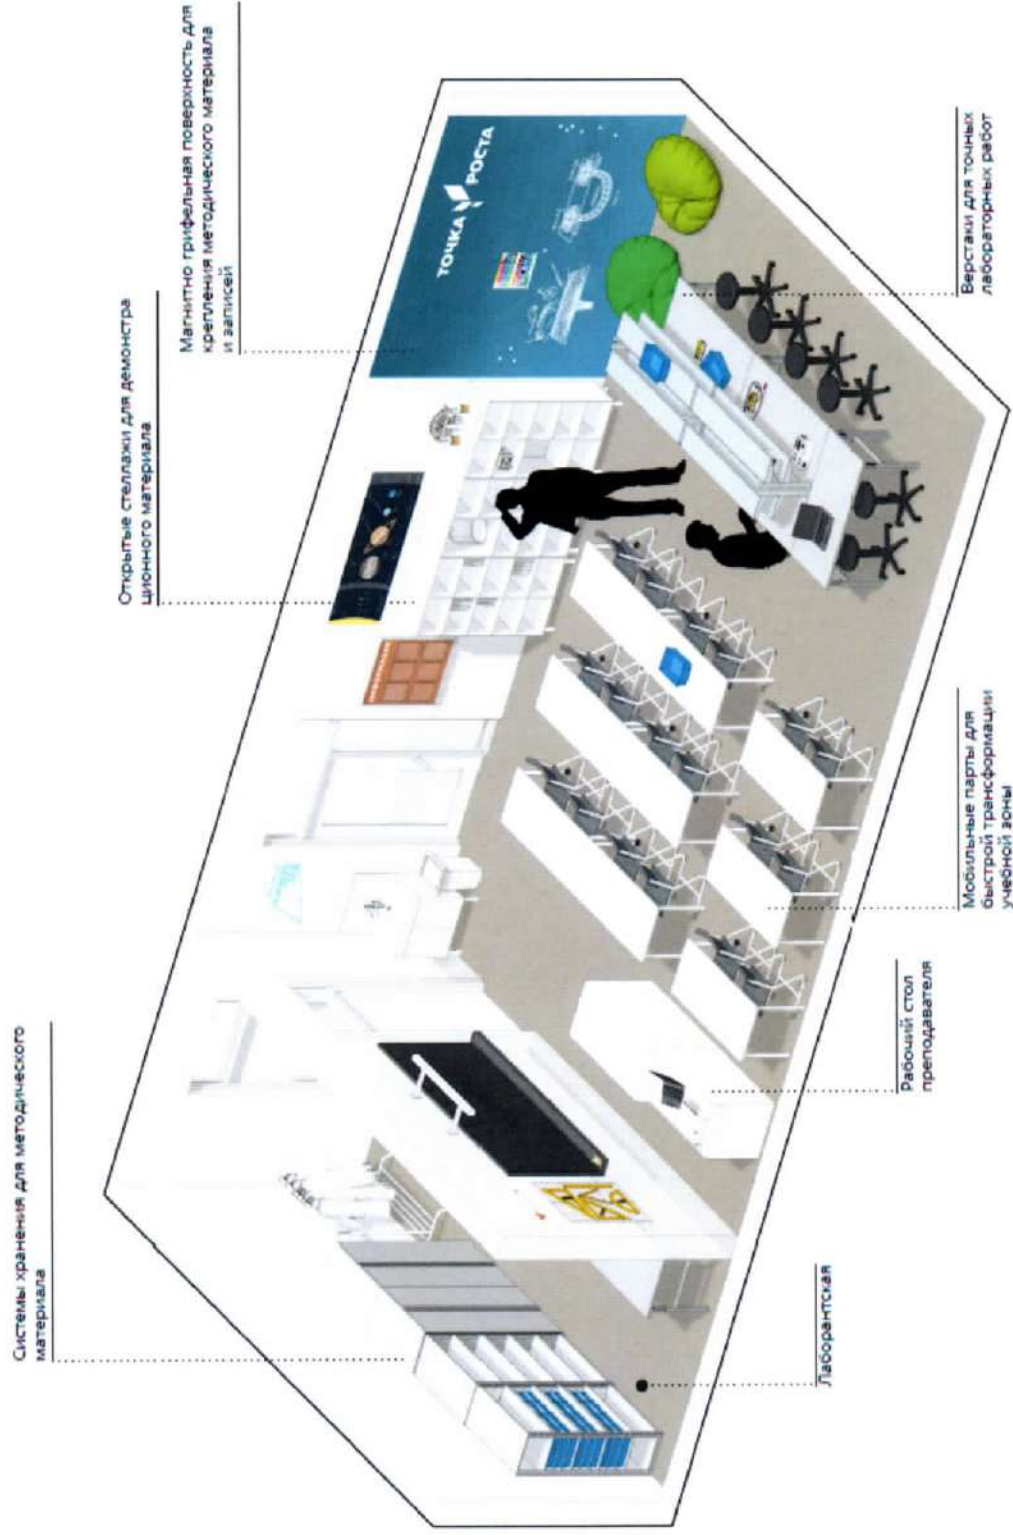 Системы хранения для методического
материала
Открытые стеллажи для демонстра
ционного материала
Магнитно грифельная поверхность для
крепления методического материала
и записей
ТОЧКА РОСТА
Лаборантская
Рабочий стол
преподавателя
Мобильные парты для
быстрой трансформации
учебной зоны
Верстаки для точных
лабораторных работ